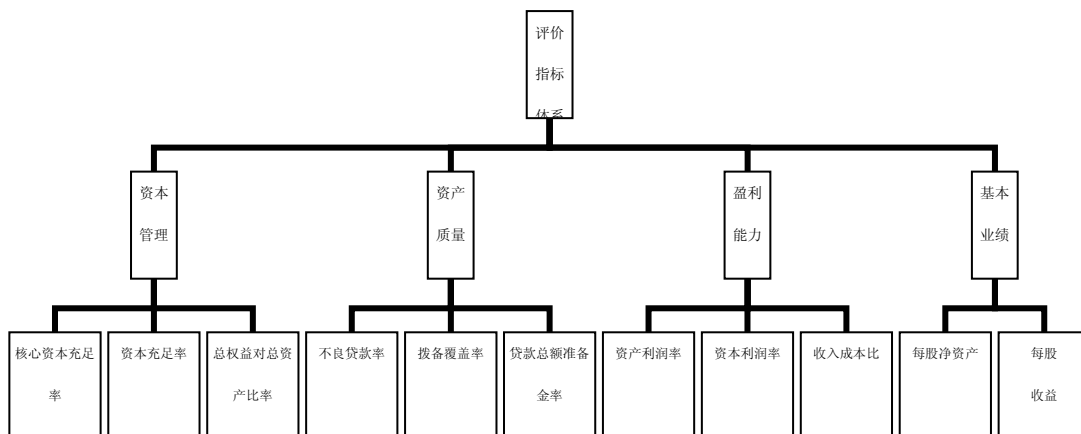 评价
指标
体系
资本
管理
资产
质量
盈利
能力
基本
业绩
核心资本充足
率
资本充足率
总权益对总资
产比率
不良贷款率
拨备覆盖率
贷款总额准备
金率
资产利润率
资本利润率
收入成本比
每股净资产
每股
收益